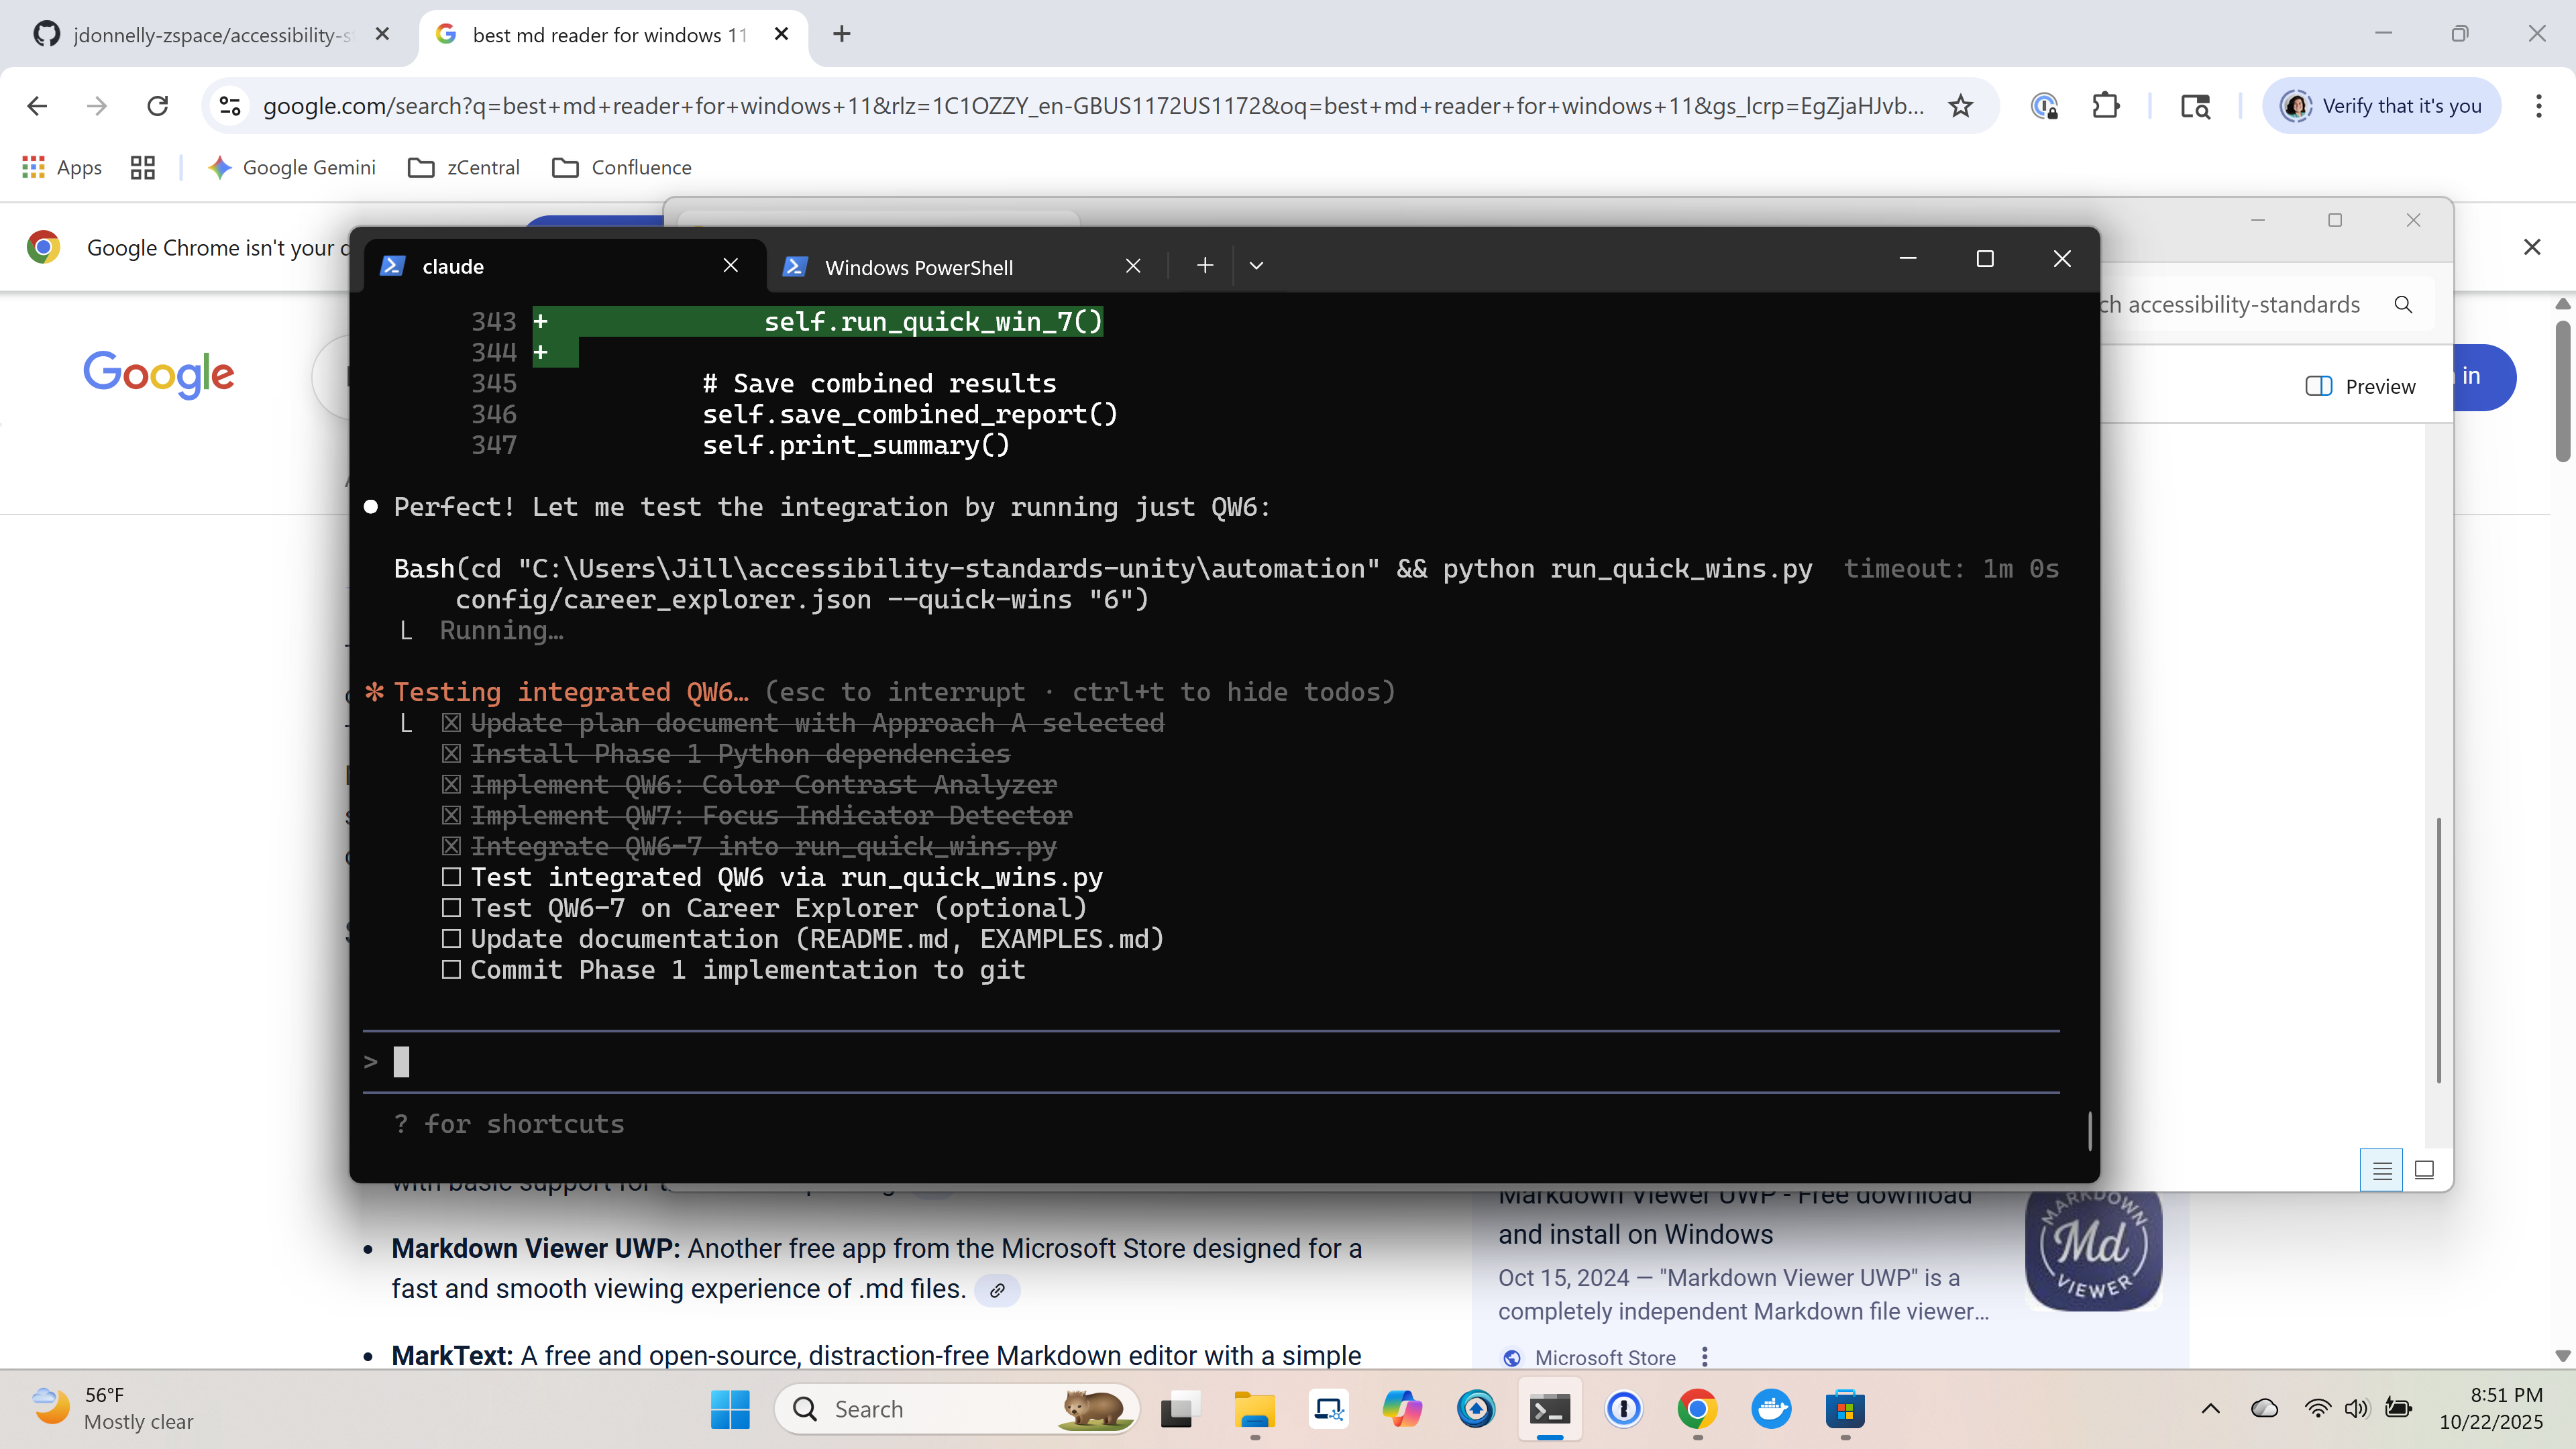 jdonnelly-zspace/accessibility-s
best md reader for windows 11
google.com/search?q=best+md+reader+for+windows+11&rlz=1C1OZZY_en-GBUS1172US1172&oq=best+md+reader+for+windows+11&gs_lcrp=EgZjaHJvb...
Verify that it's you
Apps
Google Gemini
zCentral
Confluence
Google Chrome isn't your
claude
Windows PowerShell
accessibility-standards
Google
in
Preview
343 + self.run_quick_win_7()
344 +
345 # Save combined results
346 self.save_combined_report()
347 self.print_summary()
● Perfect! Let me test the integration by running just QW6:
Bash(cd "C:\Users\Jill\accessibility-standards-unity\automation" && python run_quick_wins.py timeout: 1m 0s
config/career_explorer.json --quick-wins "6")
Running…
✻ Testing integrated QW6… (esc to interrupt · ctrl+t to hide todos)
☒ Update plan document with Approach A selected
☒ Install Phase 1 Python dependencies
☒ Implement QW6: Color Contrast Analyzer
☒ Implement QW7: Focus Indicator Detector
☒ Integrate QW6-7 into run_quick_wins.py
☐ Test integrated QW6 via run_quick_wins.py
☐ Test QW6-7 on Career Explorer (optional)
☐ Update documentation (README.md, EXAMPLES.md)
☐ Commit Phase 1 implementation to git
>
? for shortcuts
with basic support for
• Markdown Viewer UWP: Another free app from the Microsoft Store designed for a
fast and smooth viewing experience of .md files.
• MarkText: A free and open-source, distraction-free Markdown editor with a simple
Markdown Viewer UWP - Free download
and install on Windows
Oct 15, 2024 — "Markdown Viewer UWP" is a
completely independent Markdown file viewer...
Microsoft Store
MARKDOWN
Md
VIEWER
56°F
Mostly clear
Search
8:51 PM
10/22/2025